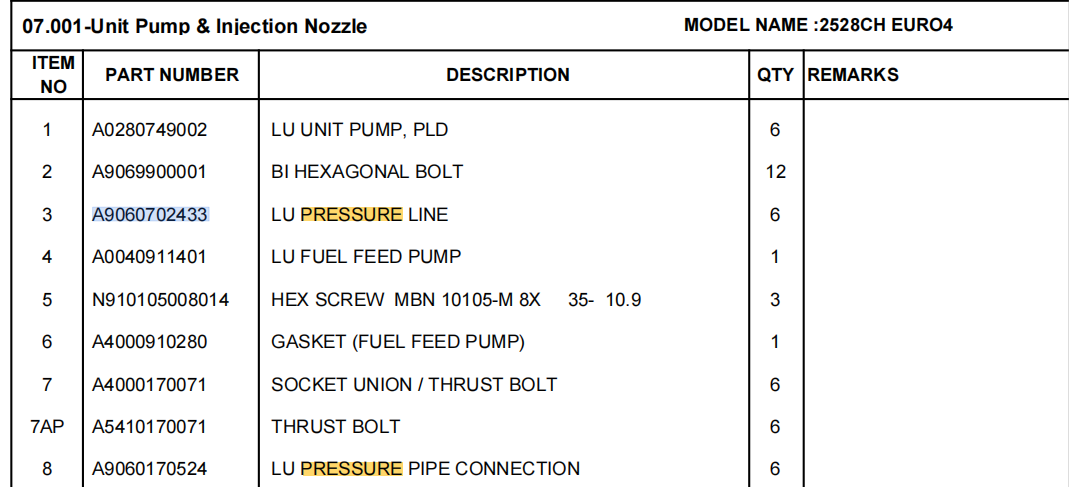 07.001-Unit Pump & Injection Nozzle MODEL NAME :2528CH EURO4
ITEM NO PART NUMBER DESCRIPTION QTY REMARKS
1 A0280749002 LU UNIT PUMP, PLD 6
2 A9069900001 BI HEXAGONAL BOLT 12
3 A9060702433 LU PRESSURE LINE 6
4 A0040911401 LU FUEL FEED PUMP 1
5 N910105008014 HEX SCREW MBN 10105-M 8X 35- 10.9 3
6 A4000910280 GASKET (FUEL FEED PUMP) 1
7 A4000170071 SOCKET UNION / THRUST BOLT 6
7AP A5410170071 THRUST BOLT 6
8 A9060170524 LU PRESSURE PIPE CONNECTION 6